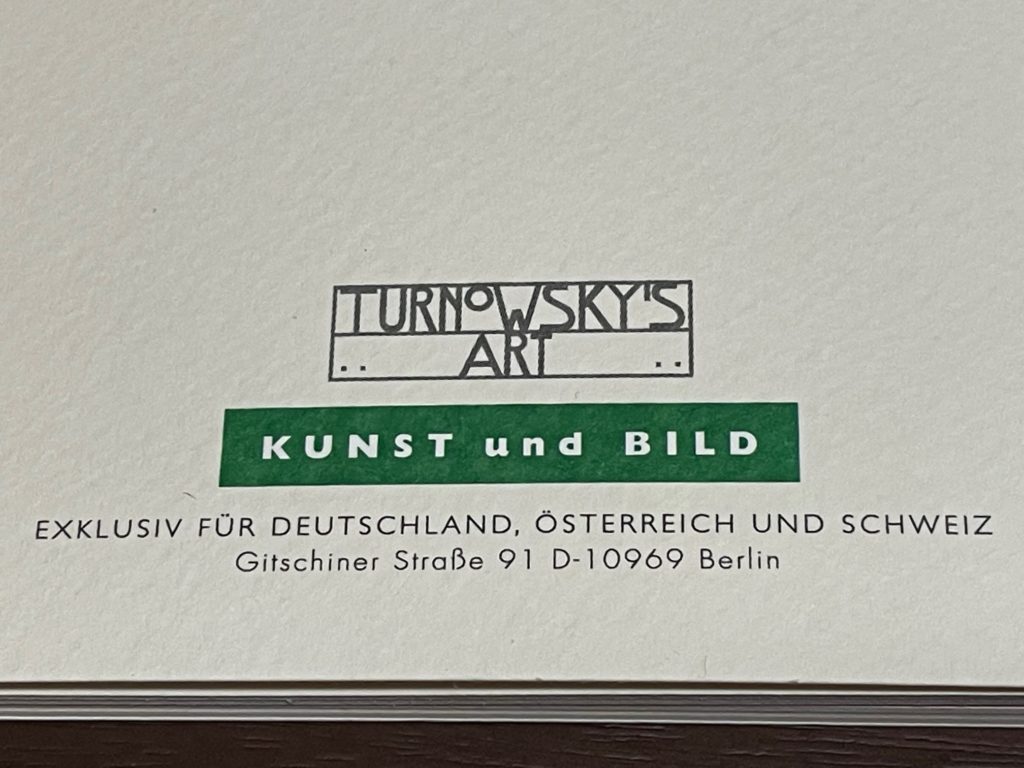 TURNOWSKY'S
ART
KUNST und BILD
EXKLUSIV FÜR DEUTSCHLAND, ÖSTERREICH UND SCHWEIZ
Gitschiner Straße 91 D-10969 Berlin